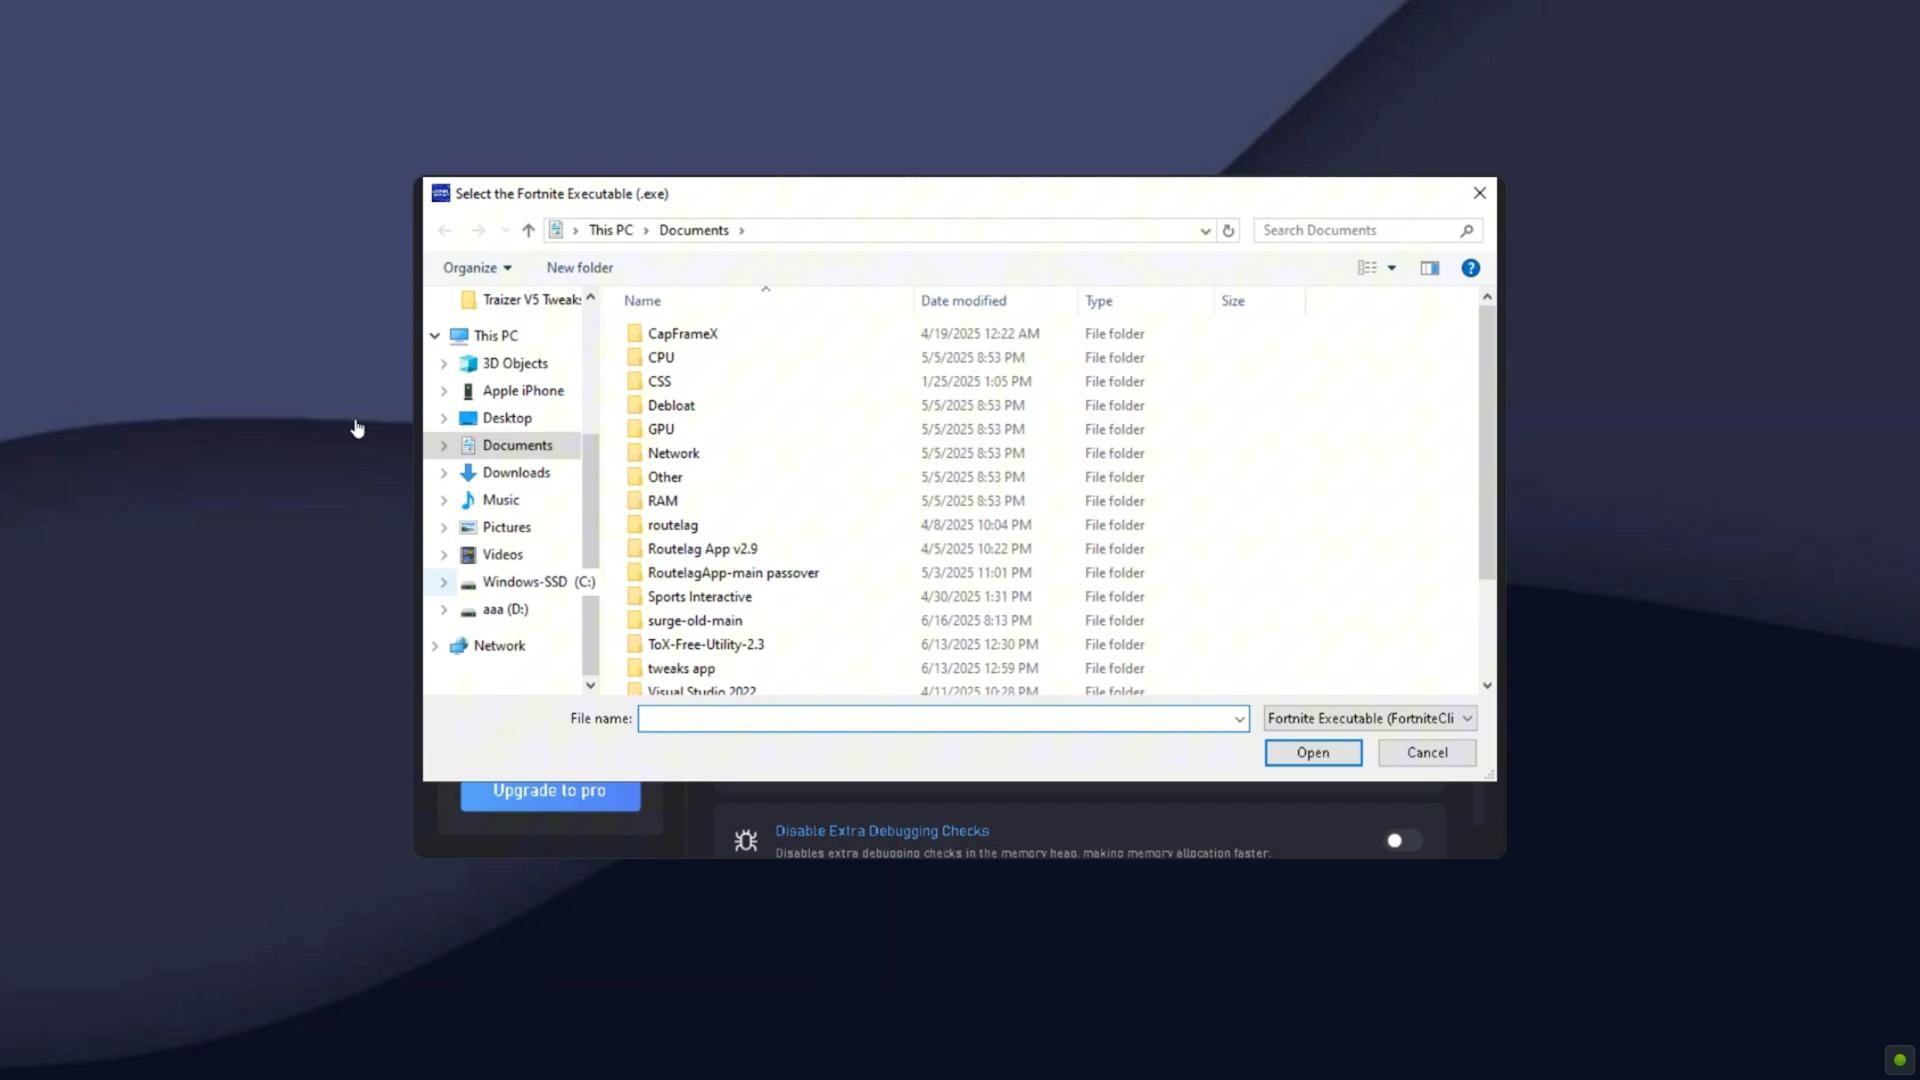 Select the Fortnite Executable (.exe)
This PC › Documents ›
Search Documents
Organize
New folder
Traizer V5 Tweak
This PC
3D Objects
Apple iPhone
Desktop
Documents
Downloads
Music
Pictures
Videos
Windows-SSD (C:)
aaa (D:)
Network
Name Date modified Type Size
CapFrameX 4/19/2025 12:22 AM File folder
CPU 5/5/2025 8:53 PM File folder
CSS 1/25/2025 1:05 PM File folder
Debloat 5/5/2025 8:53 PM File folder
GPU 5/5/2025 8:53 PM File folder
Network 5/5/2025 8:53 PM File folder
Other 5/5/2025 8:53 PM File folder
RAM 5/5/2025 8:53 PM File folder
routelag 4/8/2025 10:04 PM File folder
Routelag App v2.9 4/5/2025 10:22 PM File folder
RoutelagApp-main passover 5/3/2025 11:01 PM File folder
Sports Interactive 4/30/2025 1:31 PM File folder
surge-old-main 6/16/2025 8:13 PM File folder
ToX-Free-Utility-2.3 6/13/2025 12:30 PM File folder
tweaks app 6/13/2025 12:59 PM File folder
Visual Studio 2022 4/11/2025 10:28 PM File folder
File name:
Fortnite Executable (FortniteCli
Open
Cancel
Upgrade to pro
Disable Extra Debugging Checks
Disables extra debugging checks in the memory heap, making memory allocation faster.